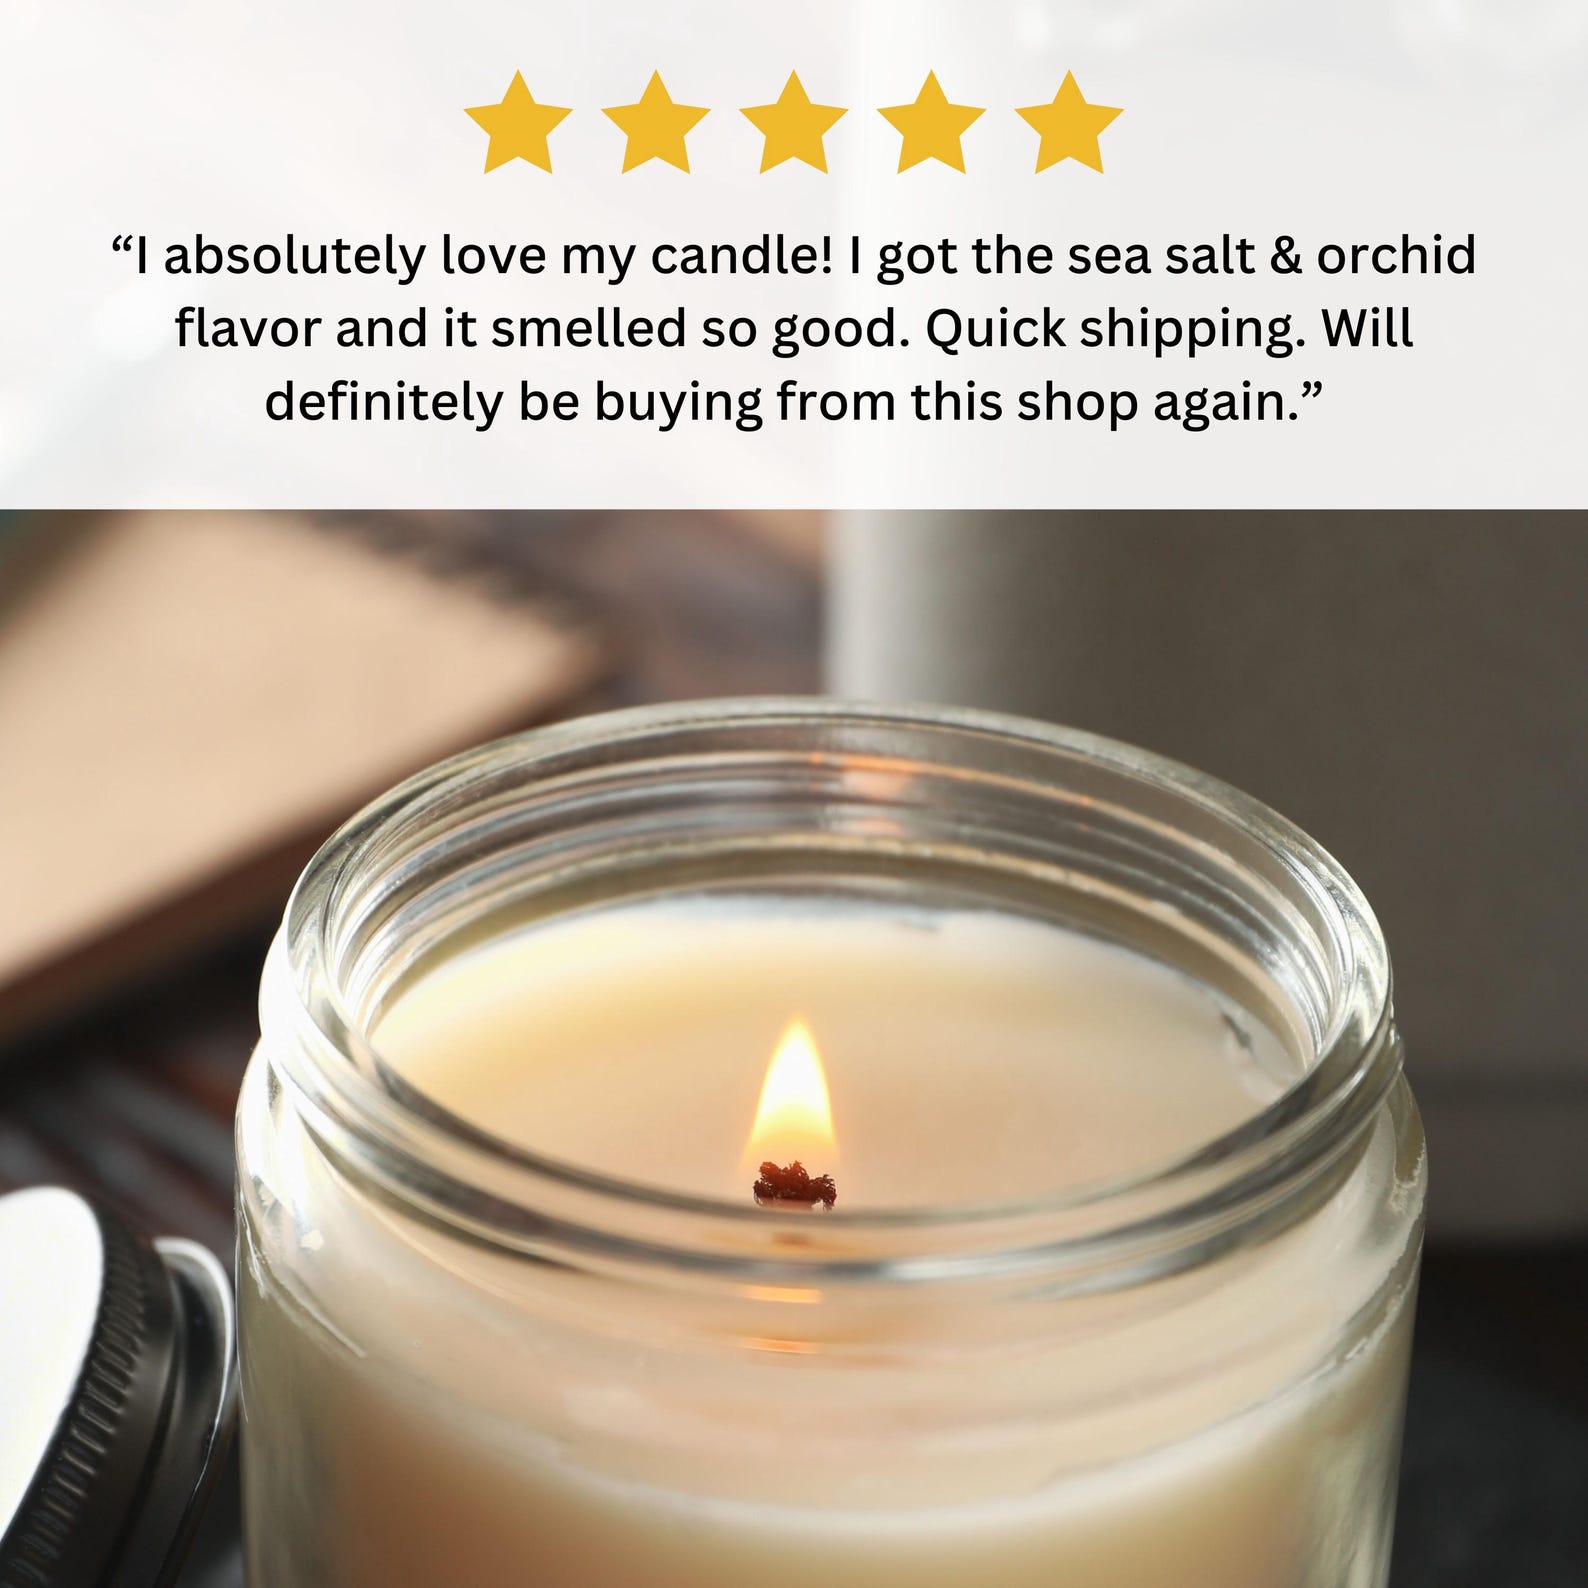 “I absolutely love my candle! I got the sea salt & orchid
flavor and it smelled so good. Quick shipping. Will
definitely be buying from this shop again.”